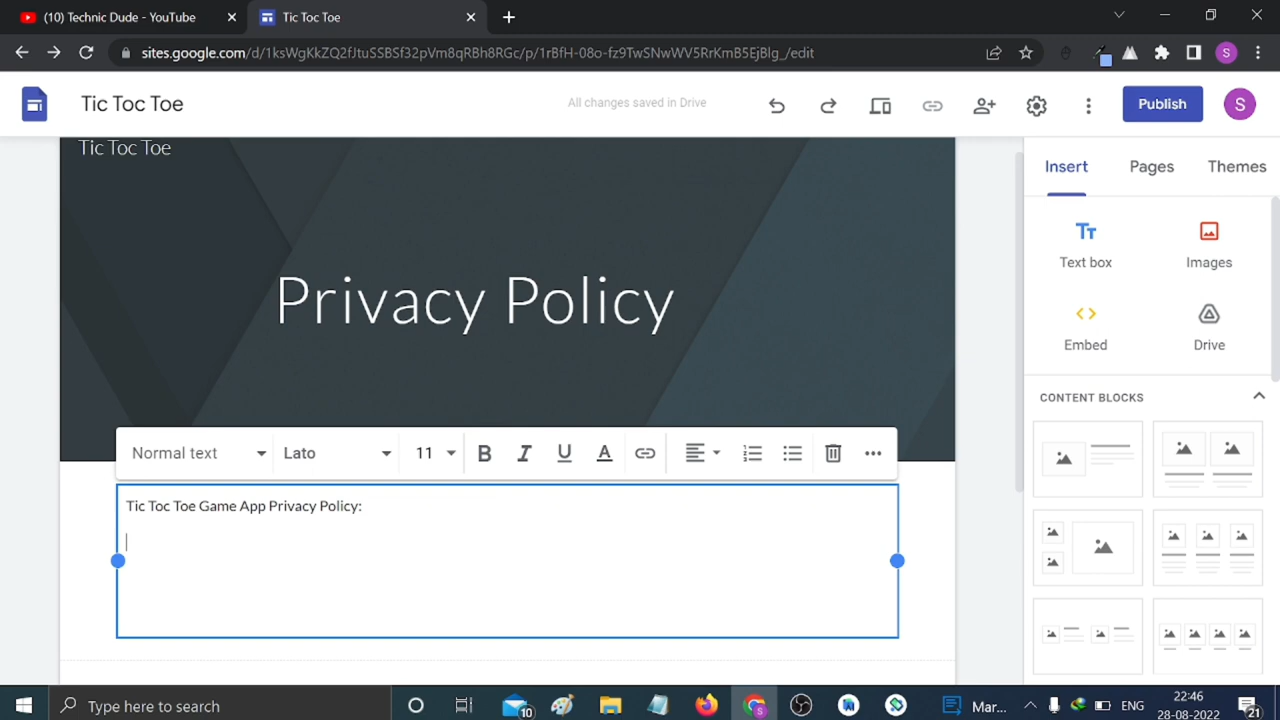 (10) Technic Dude - YouTube
Tic Toc Toe
sites.google.com/d/1ksWgKkZQ2fJtuSSBSf32pVm8qRBh8RGc/p/1rBfH-08o-fz9TwSNwWV5RrKmB5EjBlg_/edit
S
Tic Toc Toe
All changes saved in Drive
Publish
S
Tic Toc Toe
Privacy Policy
Insert
Pages
Themes
Text box
Images
Embed
Drive
CONTENT BLOCKS
Normal text
Lato
11
Tic Toc Toe Game App Privacy Policy:
Type here to search
10
Mar...
ENG
22:46
28-08-2022
21